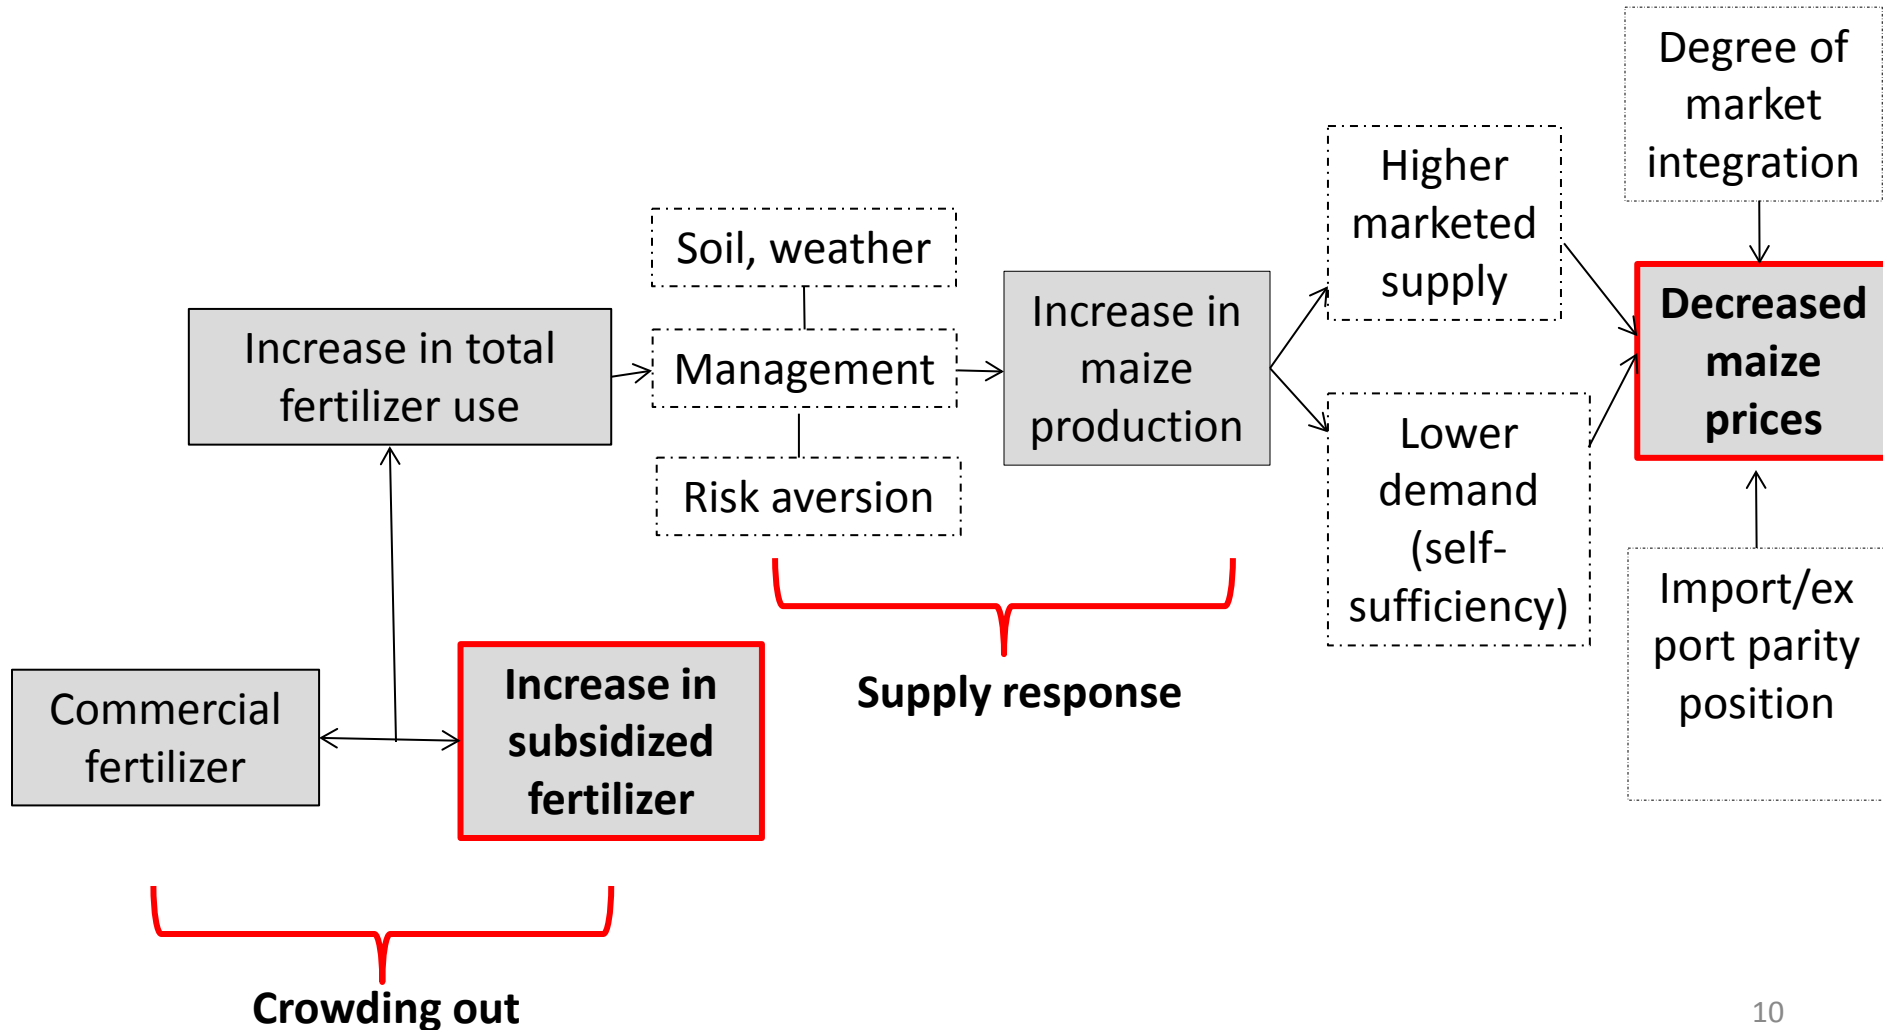 Degree of
market
integration
Higher
marketed
supply
Soil, weather
Increase in
maize
production
Decreased
maize
prices
Increase in total
fertilizer use
Management
Risk aversion
Lower
demand
(self-
sufficiency)
Import/ex
port parity
position
Commercial
fertilizer
Increase in
subsidized
fertilizer
Supply response
Crowding out
10